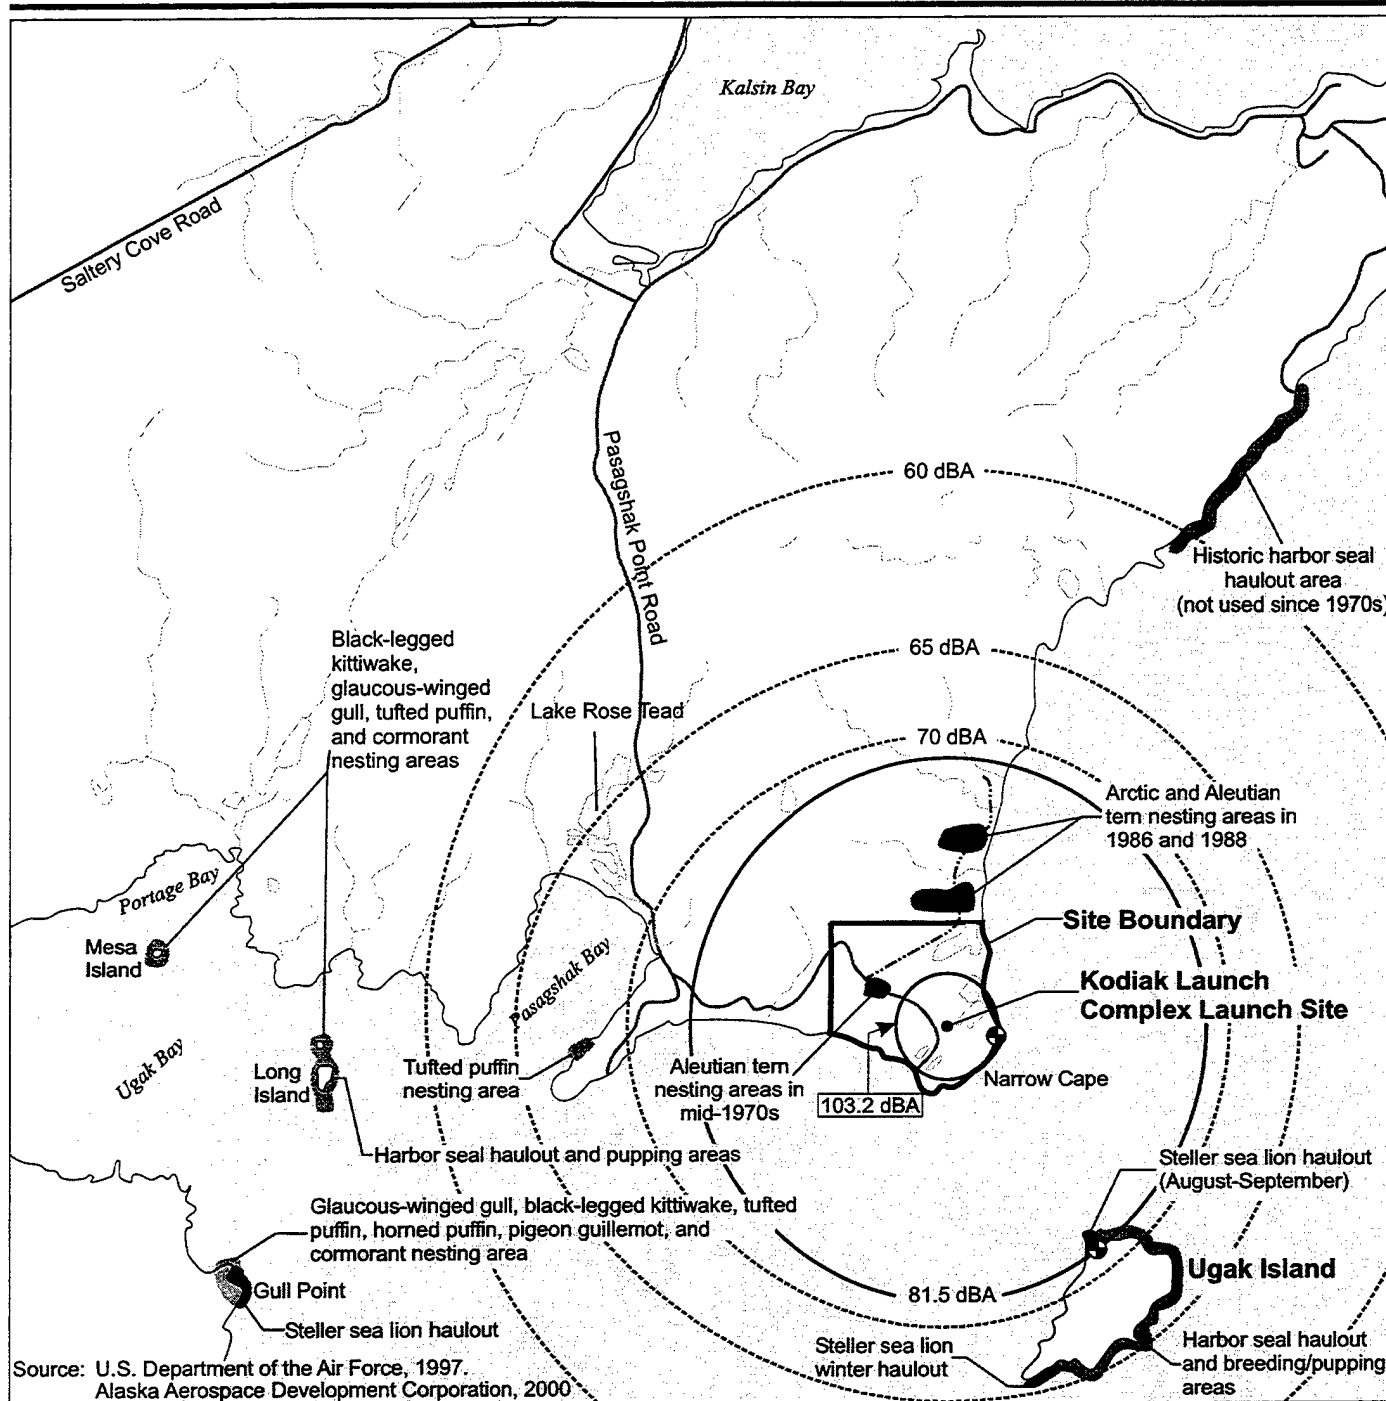 Kalsin Bay
Saltery Cove Road
Pasagshak Point Road
60 dBA
Historic harbor seal
haulout area
(not used since 1970s)
65 dBA
Black-legged
kittiwake,
glaucous-winged
gull, tufted puffin,
and cormorant
nesting areas
Lake Rose Tead
70 dBA
Arctic and Aleutian
tern nesting areas in
1986 and 1988
Portage Bay
Mesa
Island
Site Boundary
Pasagshak Bay
Kodiak Launch
Complex Launch Site
Ugak Bay
Long
Island
Tufted puffin
nesting area
Aleutian tern
nesting areas in
mid-1970s
103.2 dBA
Narrow Cape
Harbor seal haulout and pupping areas
Steller sea lion haulout
(August-September)
Glaucous-winged gull, black-legged kittiwake, tufted
puffin, horned puffin, pigeon guillemot, and
cormorant nesting area
Ugak Island
Gull Point
81.5 dBA
Steller sea lion haulout
Steller sea lion
winter haulout
Harbor seal haulout
and breeding/pupping
areas
Source: U.S. Department of the Air Force, 1997.
Alaska Aerospace Development Corporation, 2000